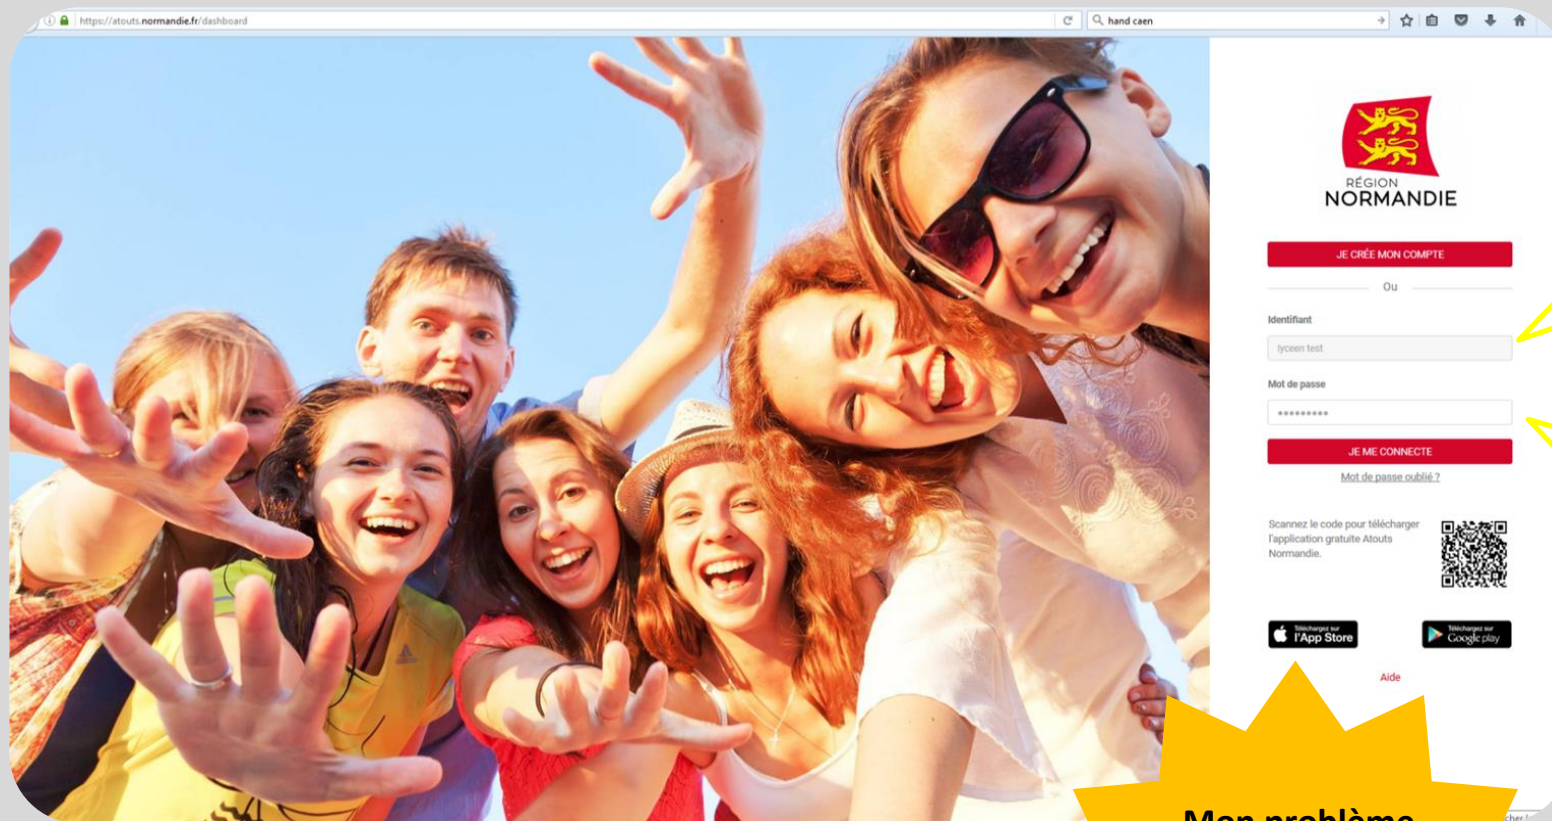 https://atouts.normandie.fr/dashboard
hand caen
RÉGION
NORMANDIE
JE CRÉE MON COMPTE
Ou
Identifiant
lyceen test
Mot de passe
*********
JE ME CONNECTE
Mot de passe oublié ?
Scannez le code pour télécharger
l'application gratuite Atouts
Normandie.
Téléchargez sur
l'App Store
Téléchargez sur
Google play
Aide
Mon problème